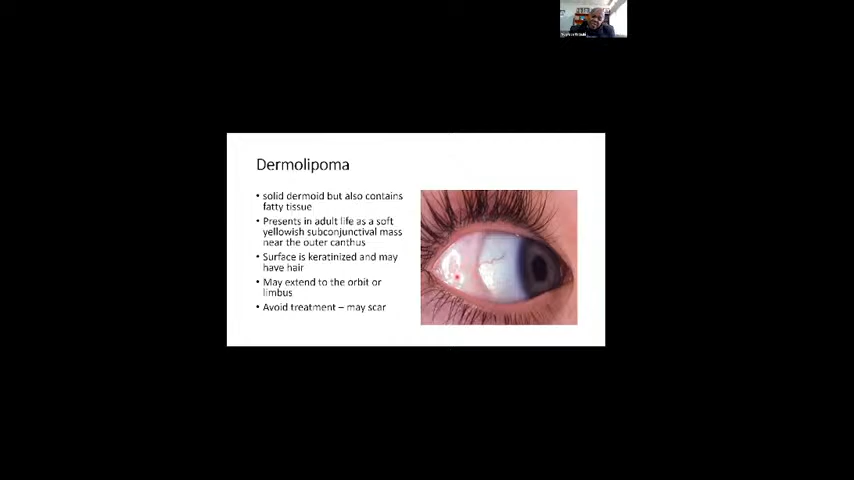 Dermolipoma
• solid dermoid but also contains
fatty tissue
• Presents in adult life as a soft
yellowish subconjunctival mass
near the outer canthus
• Surface is keratinized and may
have hair
• May extend to the orbit or
limbus
• Avoid treatment – may scar